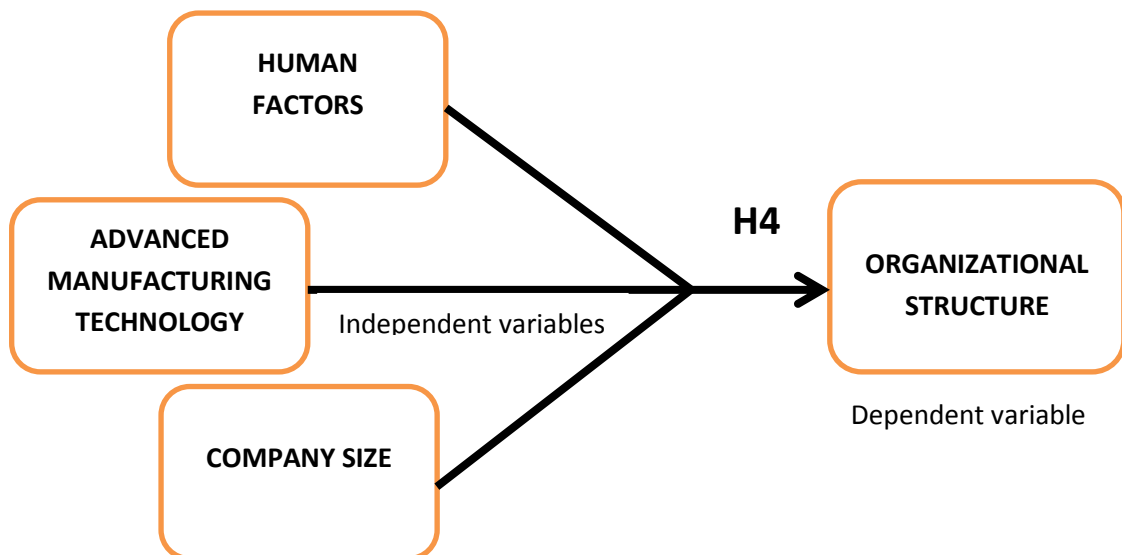 HUMAN
FACTORS
ADVANCED
MANUFACTURING
TECHNOLOGY
Independent variables
COMPANY SIZE
H4
ORGANIZATIONAL
STRUCTURE
Dependent variable